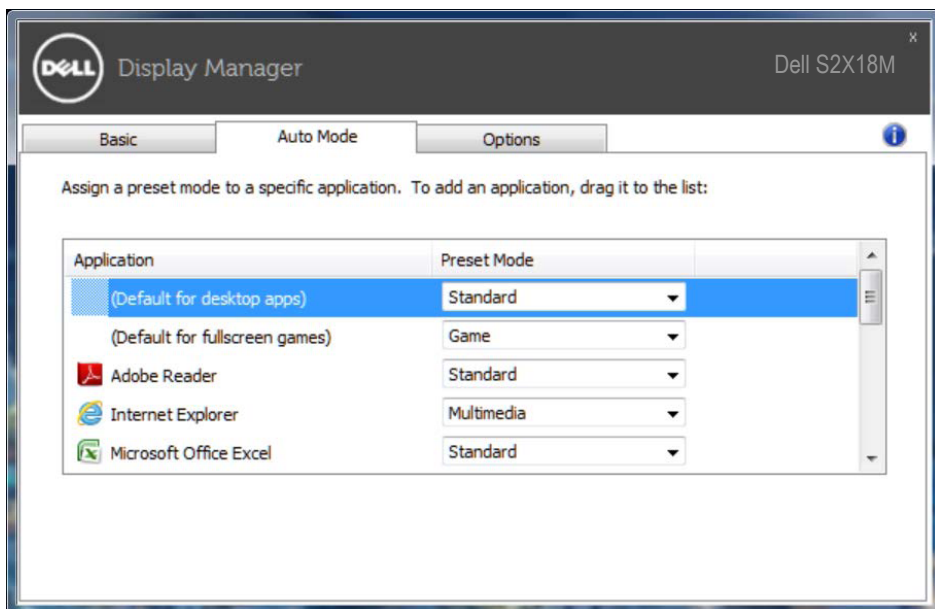 x
DELL Display Manager Dell S2X18M
Basic Auto Mode Options i
Assign a preset mode to a specific application. To add an application, drag it to the list:
Application Preset Mode
(Default for desktop apps) Standard
(Default for fullscreen games) Game
Adobe Reader Standard
Internet Explorer Multimedia
Microsoft Office Excel Standard